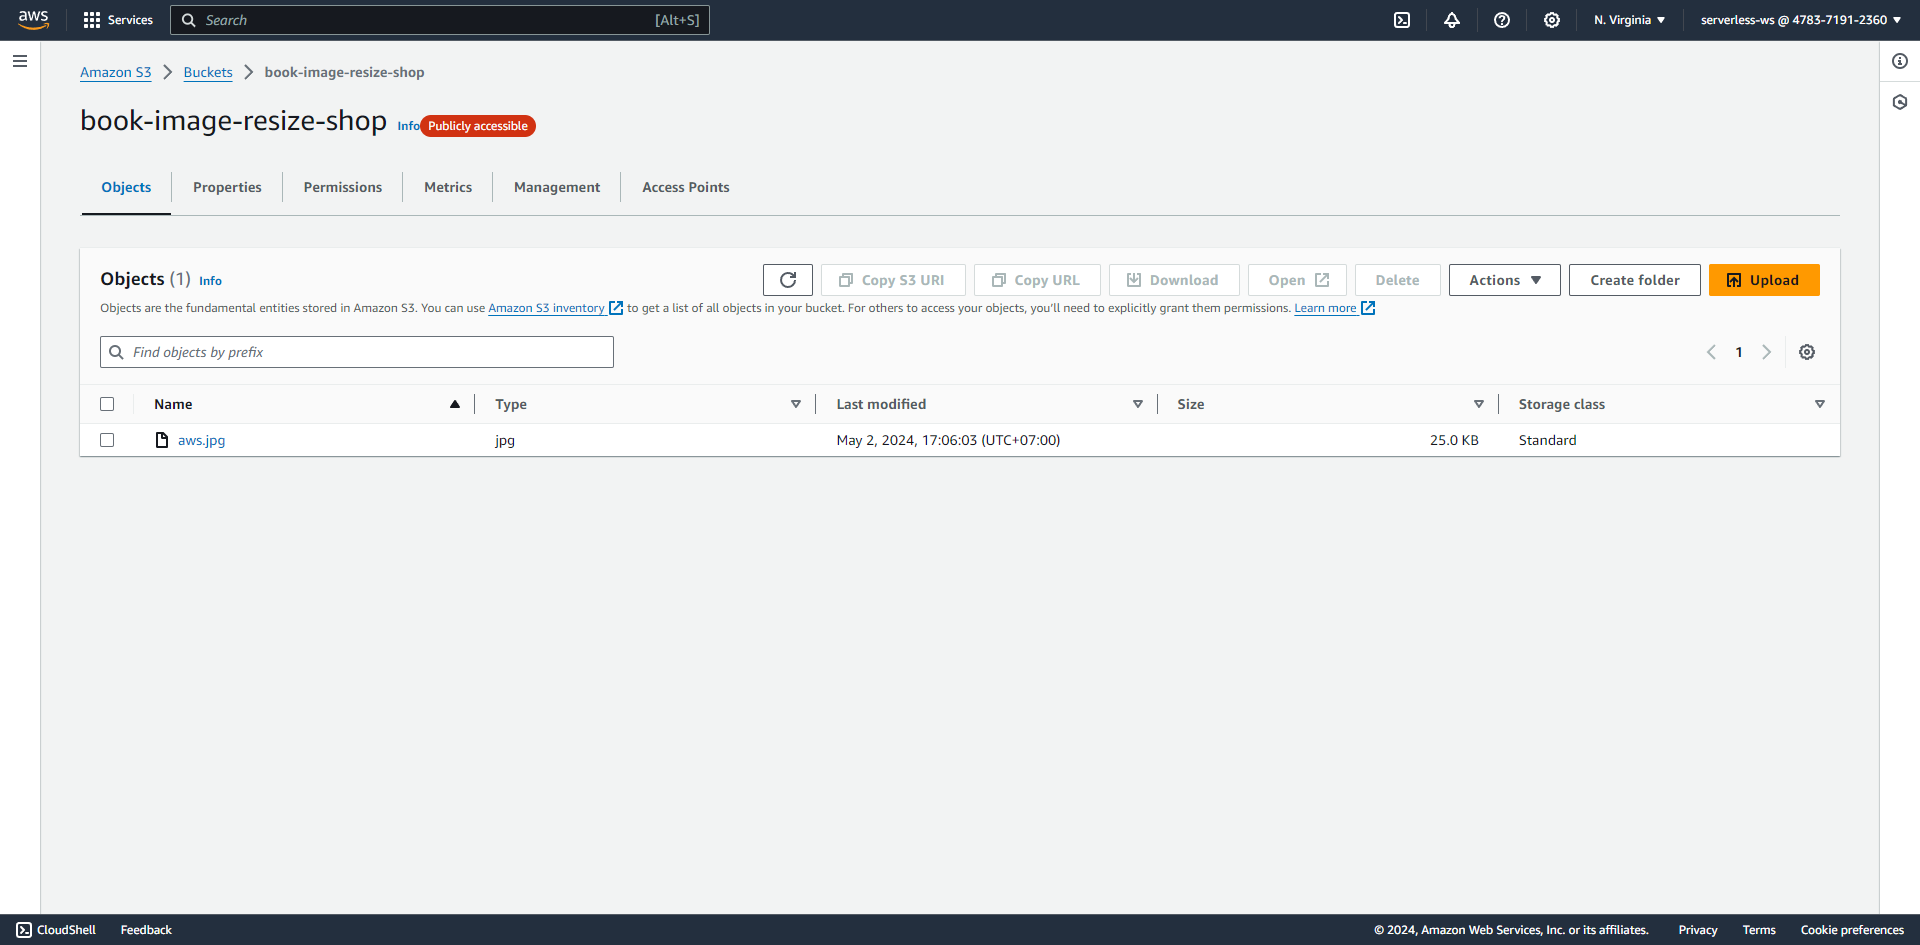 aws Services Search [Alt+S] N. Virginia ▼ serverless-ws @ 4783-7191-2360 ▼
Amazon S3 > Buckets > book-image-resize-shop
book-image-resize-shop Info Publicly accessible
Objects Properties Permissions Metrics Management Access Points
Objects (1) Info Copy S3 URI Copy URL Download Open Delete Actions ▼ Create folder Upload
Objects are the fundamental entities stored in Amazon S3. You can use Amazon S3 inventory to get a list of all objects in your bucket. For others to access your objects, you'll need to explicitly grant them permissions. Learn more
Find objects by prefix < 1 >
Name Type Last modified Size Storage class
aws.jpg jpg May 2, 2024, 17:06:03 (UTC+07:00) 25.0 KB Standard
CloudShell Feedback © 2024, Amazon Web Services, Inc. or its affiliates. Privacy Terms Cookie preferences